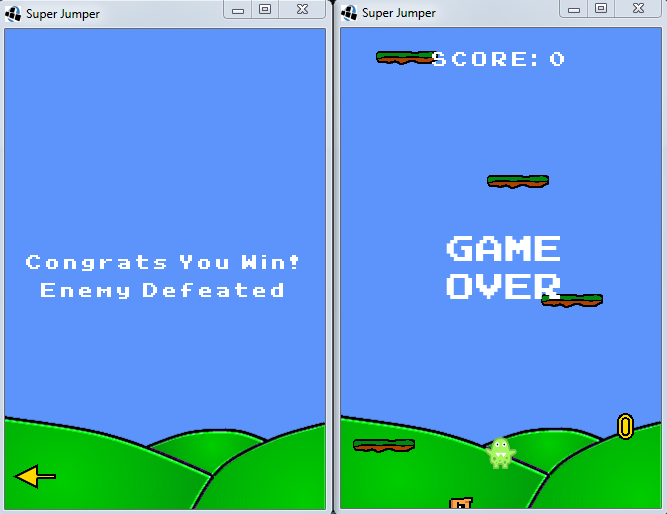 Super Jumper
Congrats You Win!
Enemy Defeated
Super Jumper
SCORE: 0
GAME
OVER